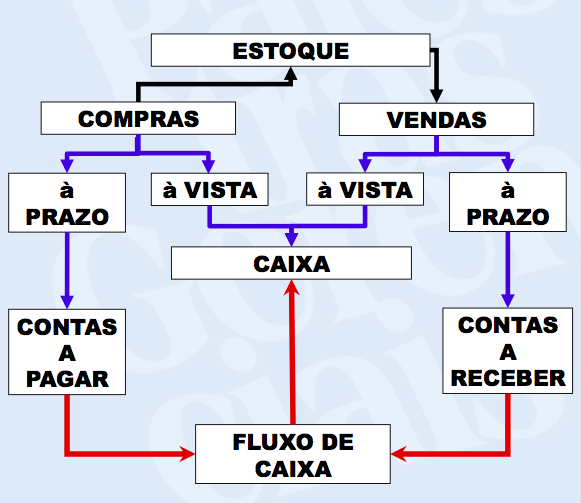 ESTOQUE
COMPRAS
VENDAS
à
PRAZO
à VISTA
à VISTA
à
PRAZO
CAIXA
CONTAS
A
PAGAR
CONTAS
A
RECEBER
FLUXO DE
CAIXA